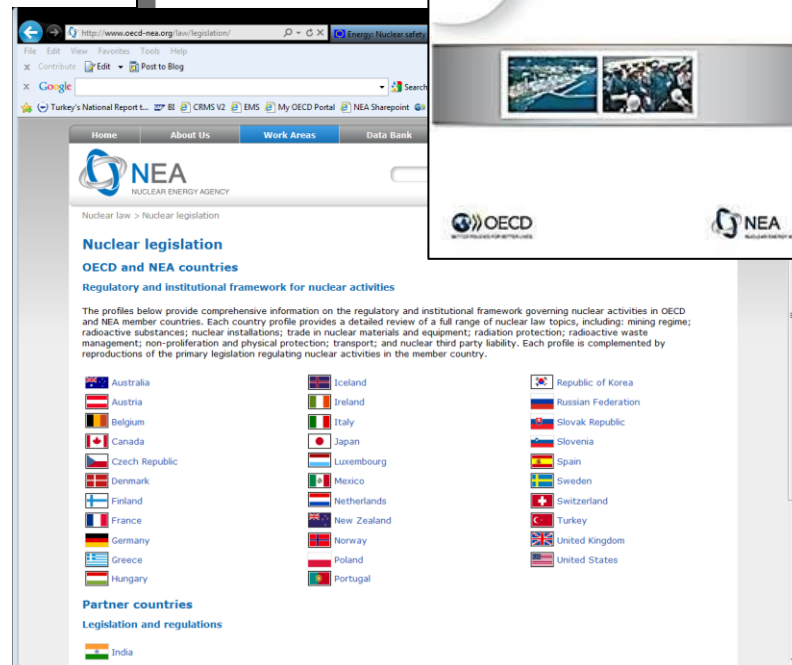 http://www.oecd-nea.org/law/legislation/
Energy: Nuclear safety
File Edit View Favorites Tools Help
x Contribute Edit Post to Blog
x Google Search
Turkey's National Report t... BI CRMS V2 EMS My OECD Portal NEA Sharepoint
Home About Us Work Areas Data Bank
NEA
NUCLEAR ENERGY AGENCY
OECD
BETTER POLICIES FOR BETTER LIVES
NEA
Nuclear law > Nuclear legislation
Nuclear legislation
OECD and NEA countries
Regulatory and institutional framework for nuclear activities
The profiles below provide comprehensive information on the regulatory and institutional framework governing nuclear activities in OECD
and NEA member countries. Each country profile provides a detailed review of a full range of nuclear law topics, including: mining regime;
radioactive substances; nuclear installations; trade in nuclear materials and equipment; radiation protection; radioactive waste
management; non-proliferation and physical protection; transport; and nuclear third party liability. Each profile is complemented by
reproductions of the primary legislation regulating nuclear activities in the member country.
Australia Iceland Republic of Korea
Austria Ireland Russian Federation
Belgium Italy Slovak Republic
Canada Japan Slovenia
Czech Republic Luxembourg Spain
Denmark Mexico Sweden
Finland Netherlands Switzerland
France New Zealand Turkey
Germany Norway United Kingdom
Greece Poland United States
Hungary Portugal
Partner countries
Legislation and regulations
India